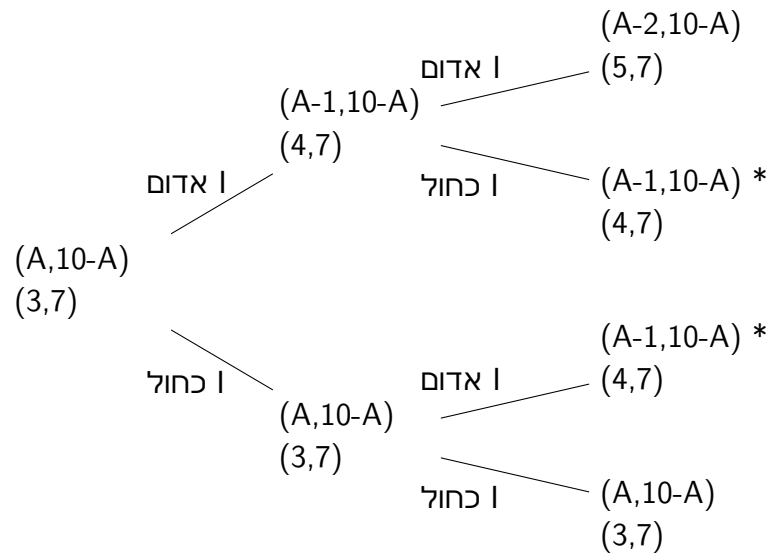 (A-2,10-A)
(5,7)
I אדום
(A-1,10-A)
(4,7)
I אדום
I כחול
(A-1,10-A) *
(4,7)
(A,10-A)
(3,7)
I כחול
(A-1,10-A) *
(4,7)
I אדום
(A,10-A)
(3,7)
I כחול
(A,10-A)
(3,7)